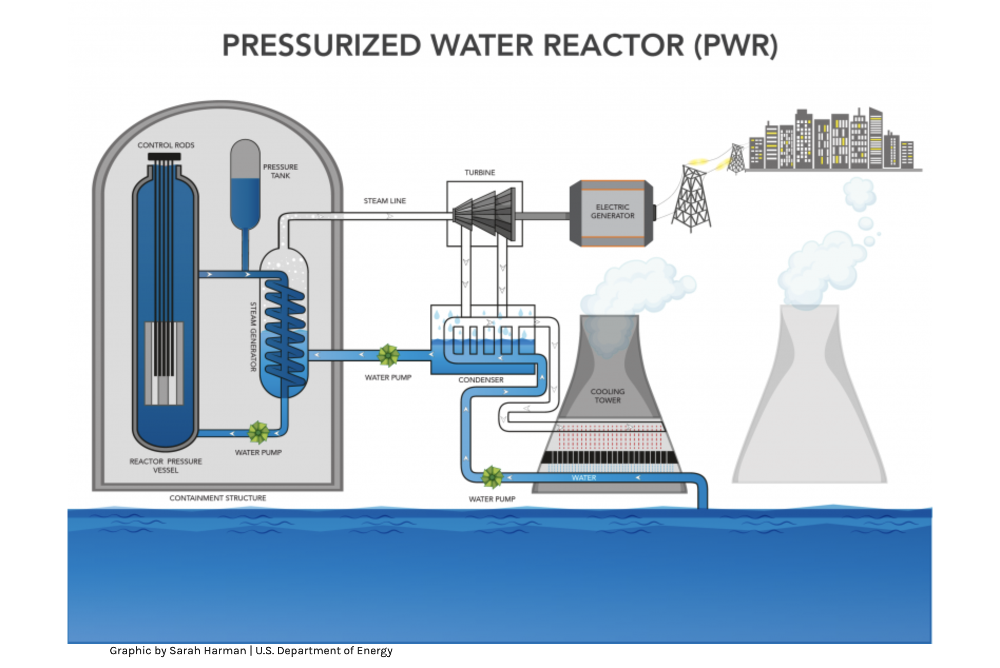 PRESSURIZED WATER REACTOR (PWR)
CONTROL RODS
PRESSURE
TANK
STEAM GENERATOR
WATER PUMP
REACTOR PRESSURE
VESSEL
CONTAINMENT STRUCTURE
STEAM LINE
TURBINE
ELECTRIC
GENERATOR
WATER PUMP
CONDENSER
COOLING
TOWER
WATER
WATER PUMP
Graphic by Sarah Harman | U.S. Department of Energy